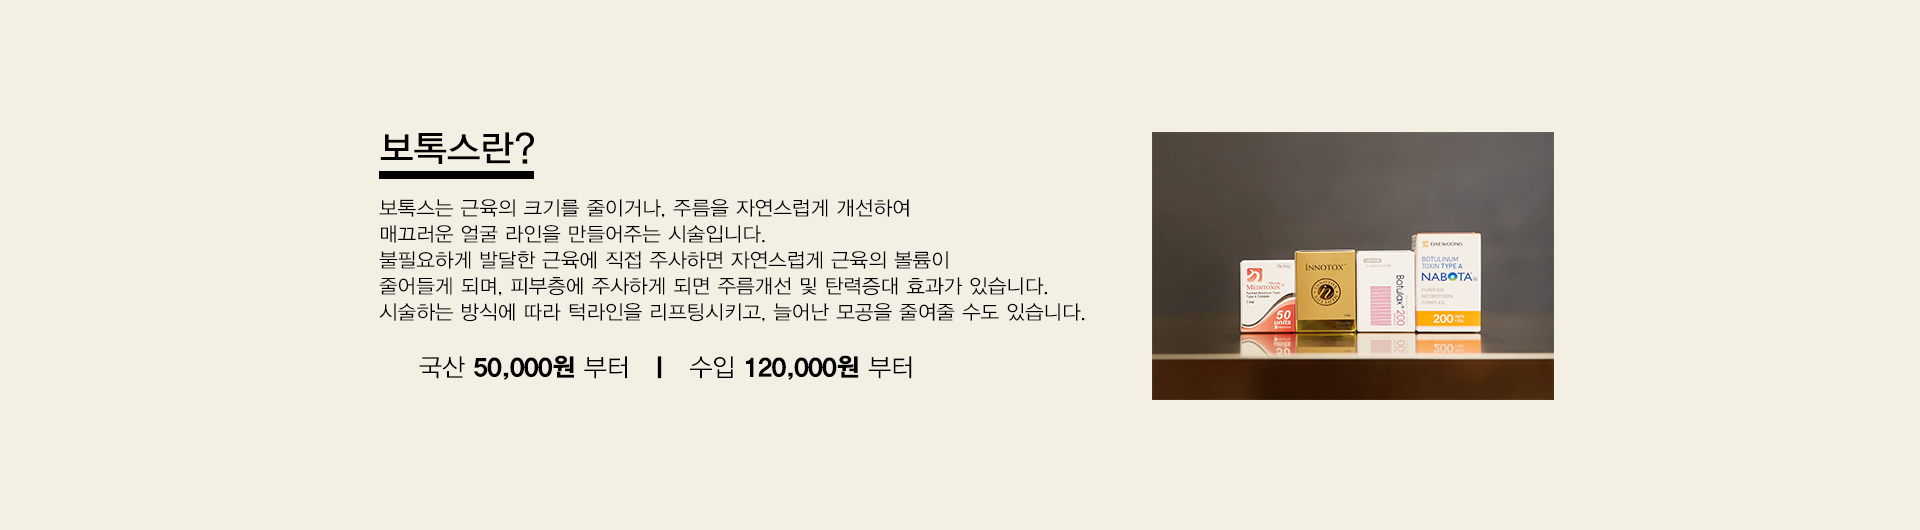 보톡스란?
보톡스는 근육의 크기를 줄이거나, 주름을 자연스럽게 개선하여
매끄러운 얼굴 라인을 만들어주는 시술입니다.
불필요하게 발달한 근육에 직접 주사하면 자연스럽게 근육의 볼륨이
줄어들게 되며, 피부층에 주사하게 되면 주름개선 및 탄력증대 효과가 있습니다.
시술하는 방식에 따라 턱라인을 리프팅시키고, 늘어난 모공을 줄여줄 수도 있습니다.
국산 50,000원 부터 | 수입 120,000원 부터
MEDITOXIN
50
units
INNOTOX
Botulax 200
DAEWOONG
BOTULINUM
TOXIN TYPE A
NABOTA
PURIFIED
NEUROTOXIN
COMPLEX
200